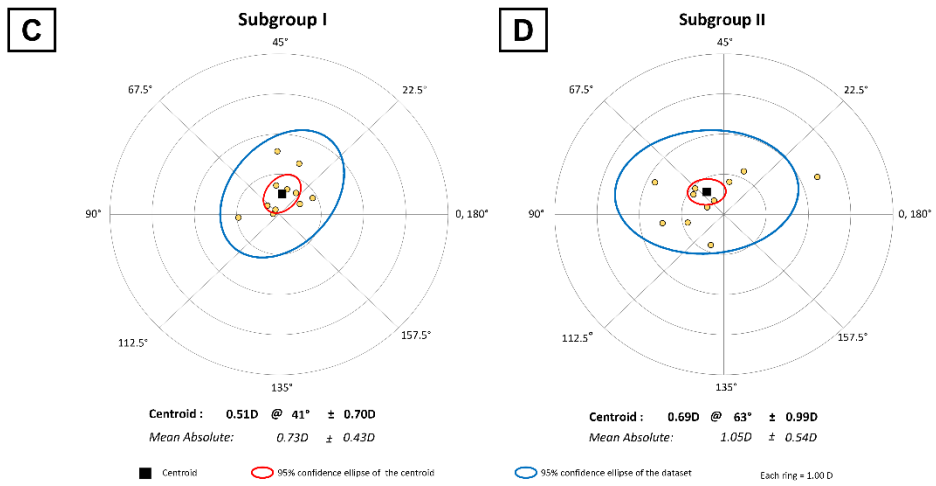 C
Subgroup I
45°
67.5°
22.5°
90°
0, 180°
112.5°
157.5°
135°
Centroid : 0.51D @ 41° ± 0.70D
Mean Absolute: 0.73D ± 0.43D
D
Subgroup II
45°
67.5°
22.5°
90°
0, 180°
112.5°
157.5°
135°
Centroid : 0.69D @ 63° ± 0.99D
Mean Absolute: 1.05D ± 0.54D
Centroid
95% confidence ellipse of the centroid
95% confidence ellipse of the dataset
Each ring = 1.00 D